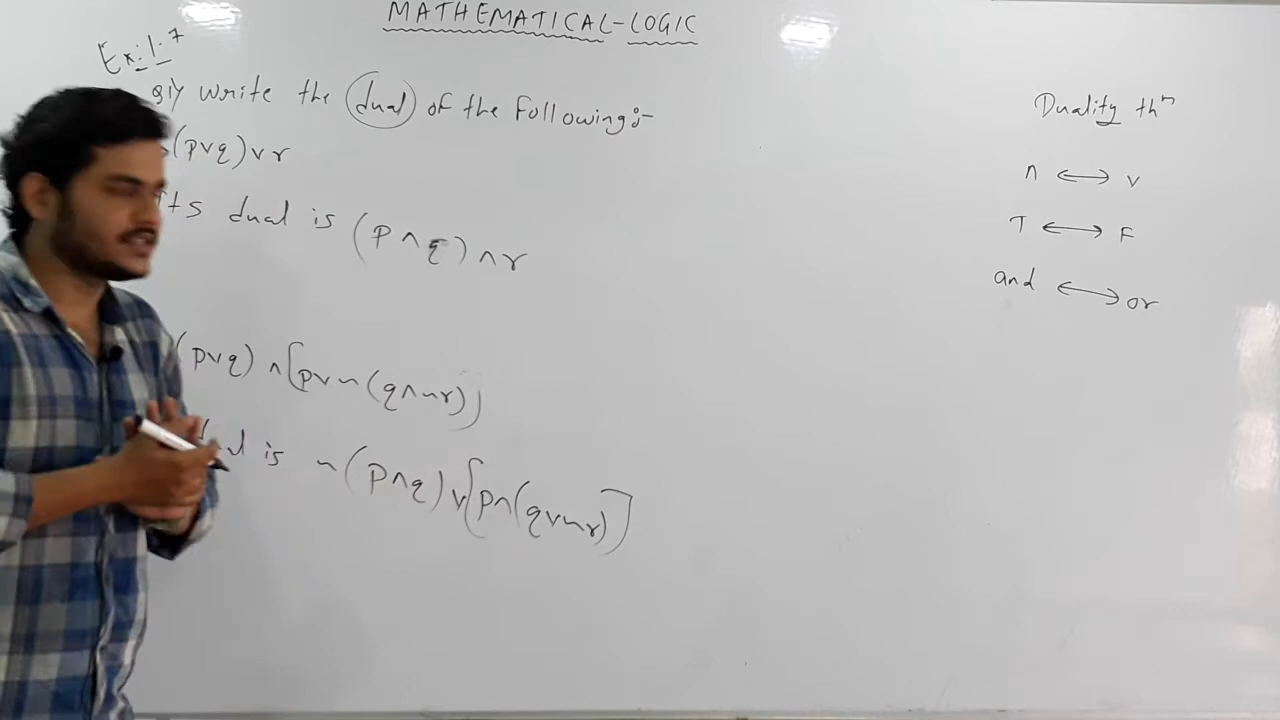 MATHEMATICAL-LOGIC
Ex: 1.7
Q1) Write the dual of the following:-
(p∨q)∨r
Its dual is (p∧q)∧r
(p∨q) ∧[p∨~(q∧~r)]
is ~(p∧q)∨[p∧(q∨~r)]
Duality thⁿ
∧ ⟷ ∨
T ⟷ F
and ⟷ or